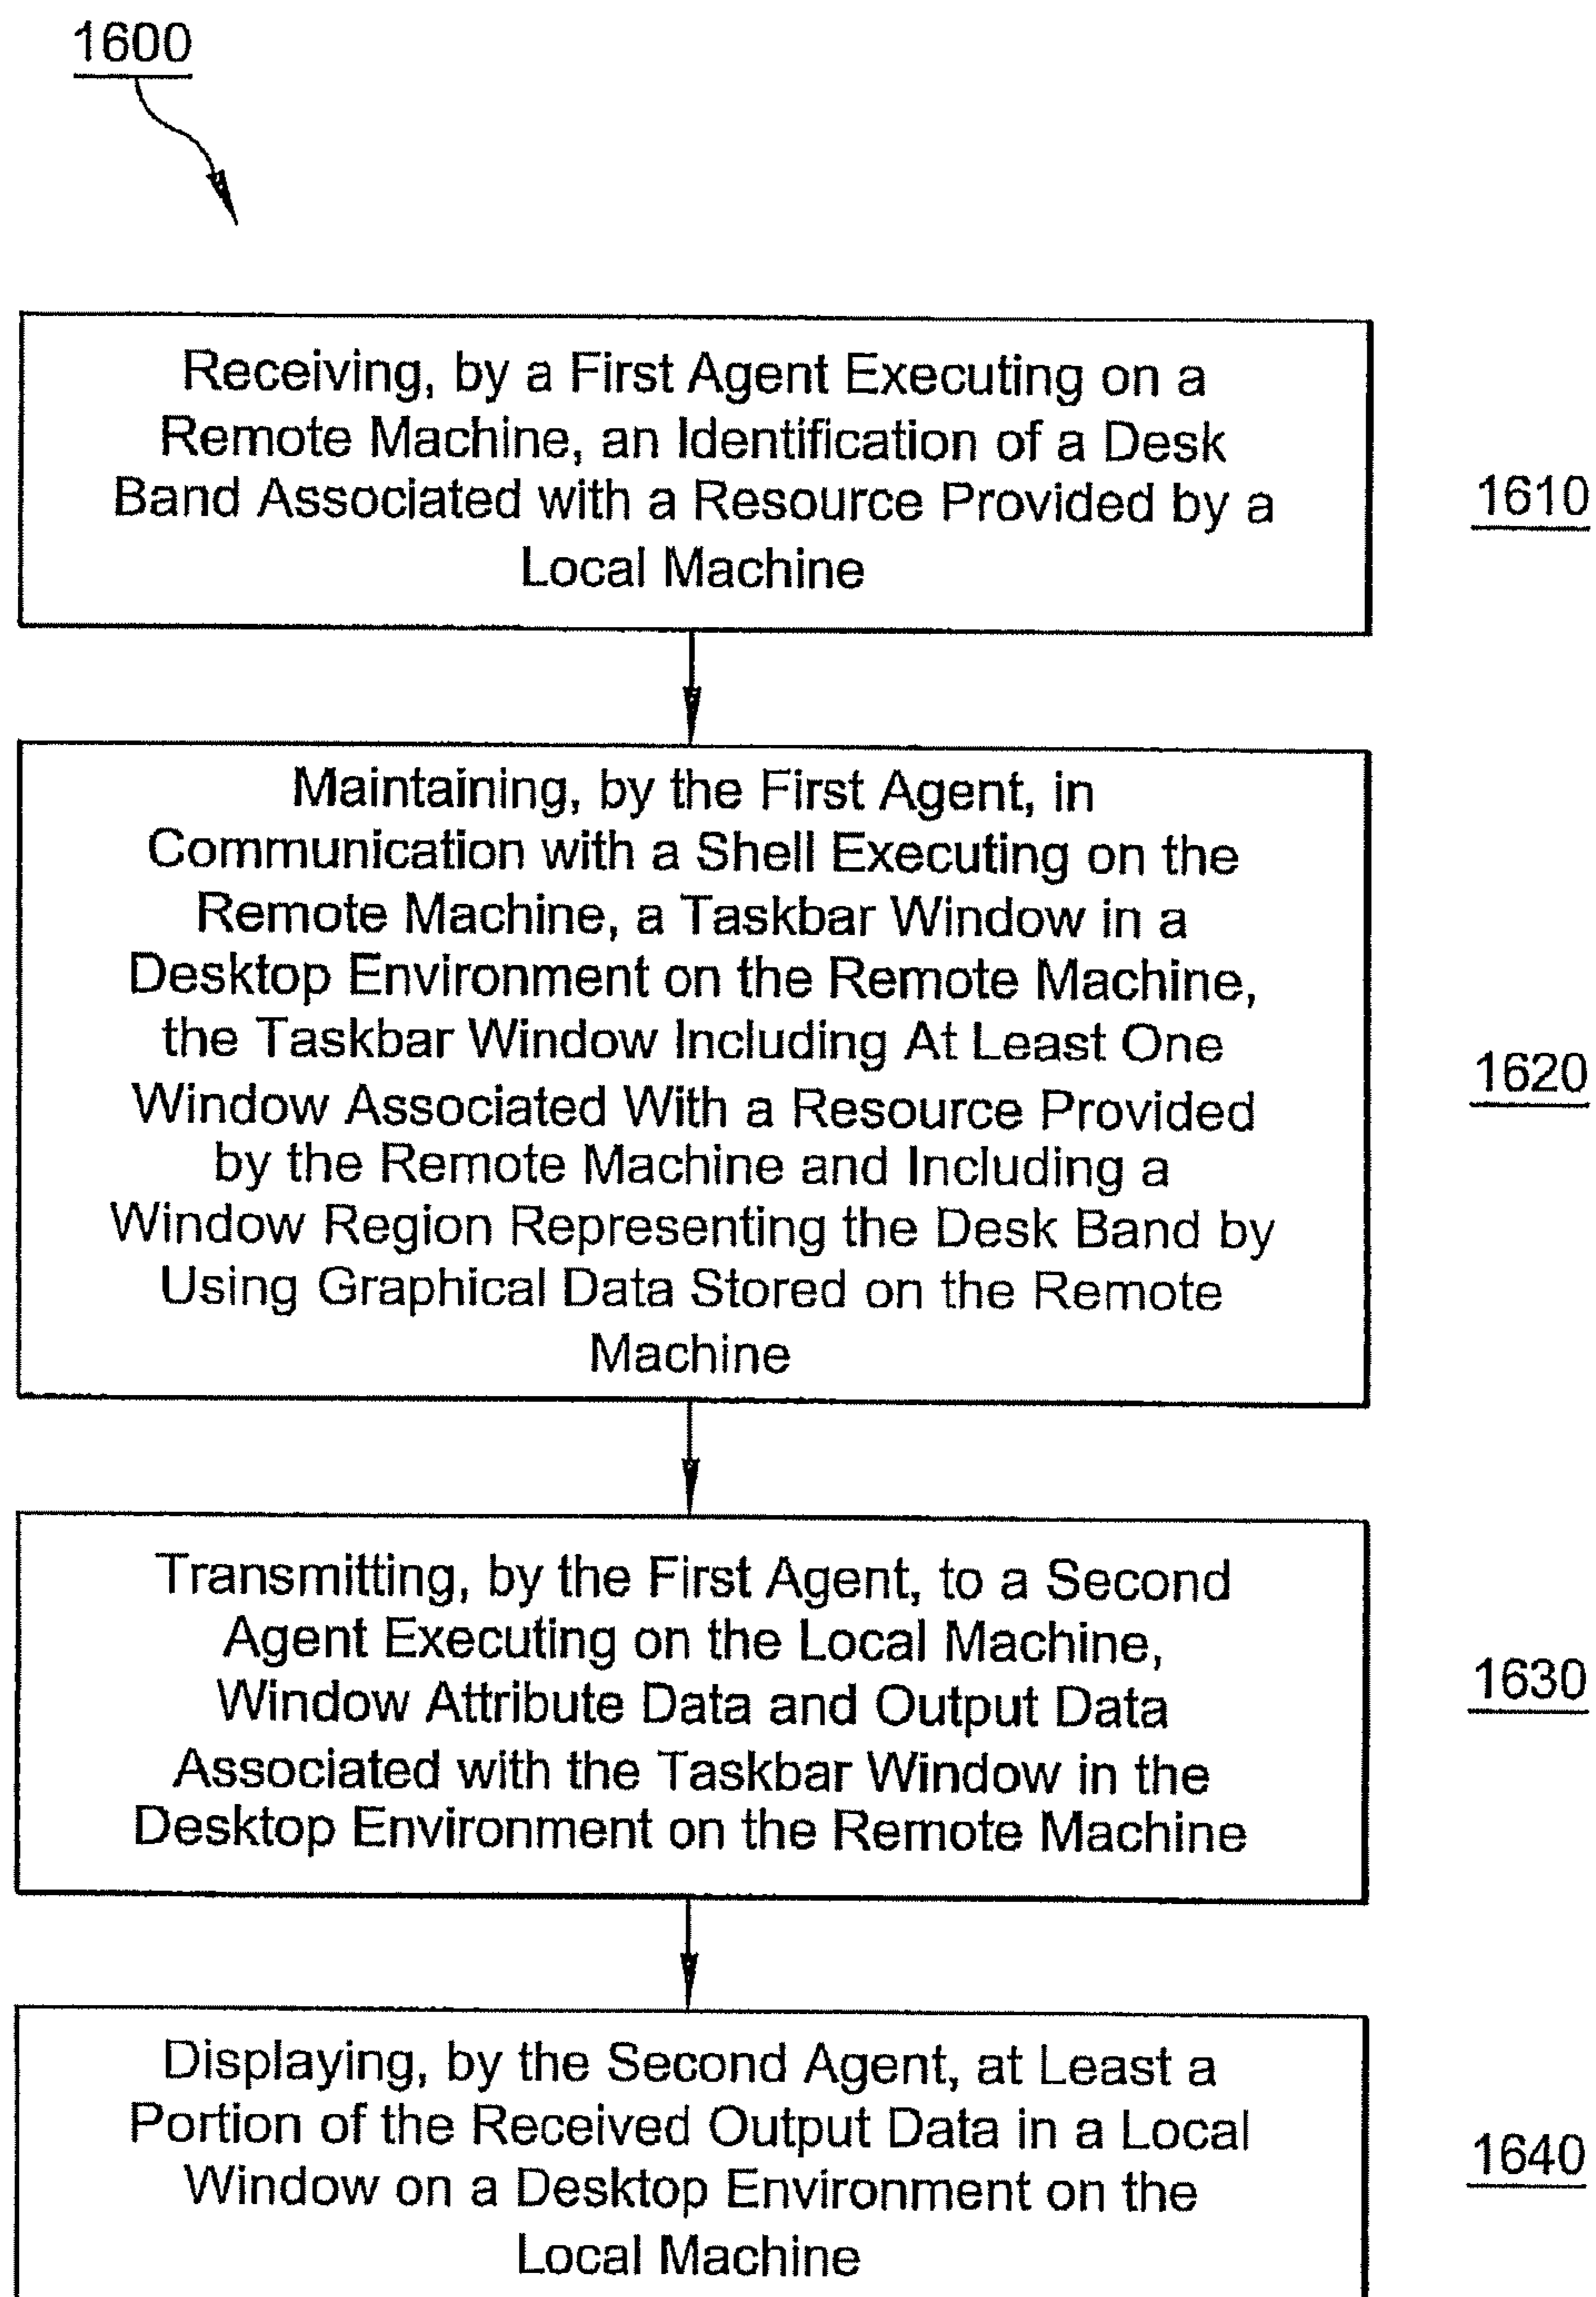 1600
Receiving, by a First Agent Executing on a
Remote Machine, an Identification of a Desk
Band Associated with a Resource Provided by a
Local Machine
1610
Maintaining, by the First Agent, in
Communication with a Shell Executing on the
Remote Machine, a Taskbar Window in a
Desktop Environment on the Remote Machine,
the Taskbar Window Including At Least One
Window Associated With a Resource Provided
by the Remote Machine and Including a
Window Region Representing the Desk Band by
Using Graphical Data Stored on the Remote
Machine
1620
Transmitting, by the First Agent, to a Second
Agent Executing on the Local Machine,
Window Attribute Data and Output Data
Associated with the Taskbar Window in the
Desktop Environment on the Remote Machine
1630
Displaying, by the Second Agent, at Least a
Portion of the Received Output Data in a Local
Window on a Desktop Environment on the
Local Machine
1640